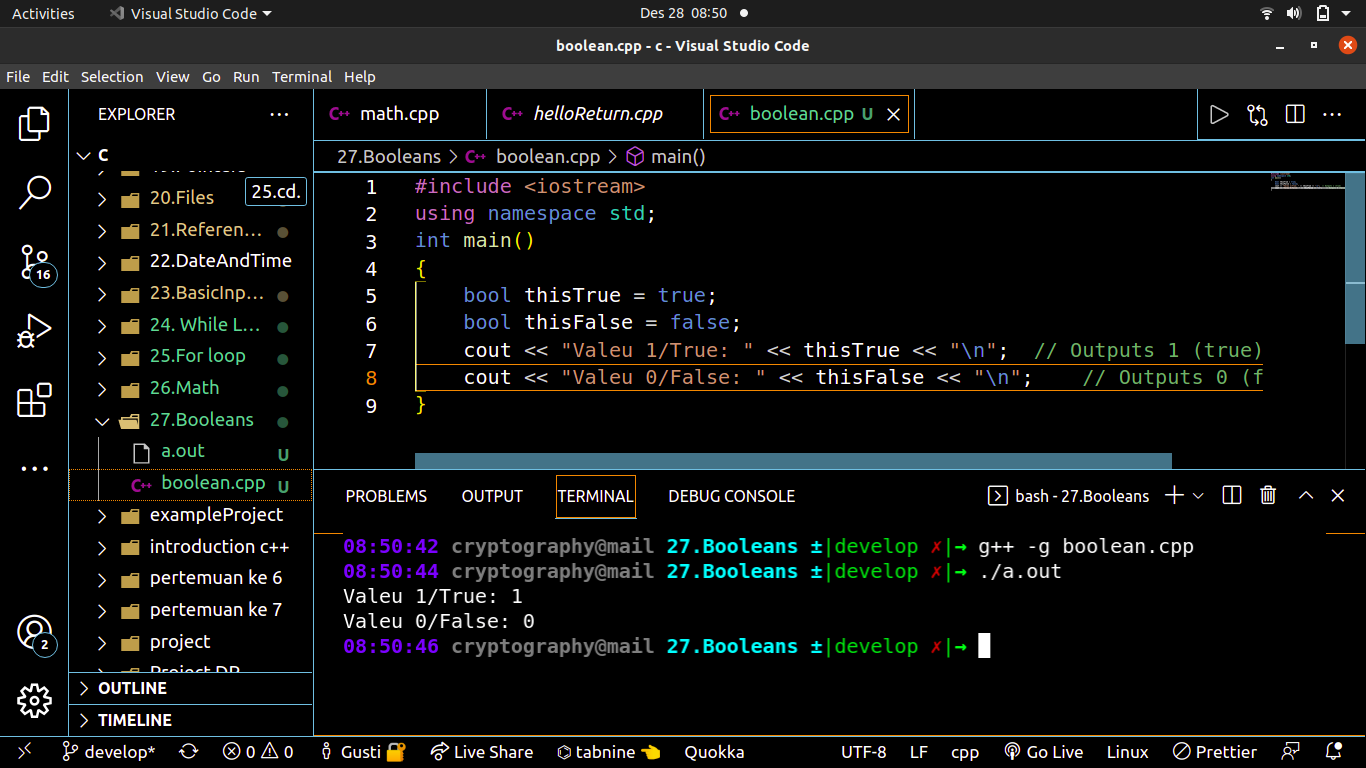 Activities Visual Studio Code Des 28 08:50
boolean.cpp - c - Visual Studio Code
File Edit Selection View Go Run Terminal Help
EXPLORER
C
20.Files
25.cd.
21.Referen...
22.DateAndTime
23.BasicInp...
24. While L...
25.For loop
26.Math
27.Booleans
a.out U
boolean.cpp U
exampleProject
introduction c++
pertemuan ke 6
pertemuan ke 7
project
Project DB
OUTLINE
TIMELINE
16
2
math.cpp helloReturn.cpp boolean.cpp U
27.Booleans > boolean.cpp > main()
1 #include <iostream>
2 using namespace std;
3 int main()
4 {
5 bool thisTrue = true;
6 bool thisFalse = false;
7 cout << "Valeu 1/True: " << thisTrue << "\n"; // Outputs 1 (true)
8 cout << "Valeu 0/False: " << thisFalse << "\n"; // Outputs 0 (f
9 }
PROBLEMS OUTPUT TERMINAL DEBUG CONSOLE bash - 27.Booleans
08:50:42 cryptography@mail 27.Booleans ±|develop ✗|→ g++ -g boolean.cpp
08:50:44 cryptography@mail 27.Booleans ±|develop ✗|→ ./a.out
Valeu 1/True: 1
Valeu 0/False: 0
08:50:46 cryptography@mail 27.Booleans ±|develop ✗|→
develop* 0 0 Gusti 🔐 Live Share tabnine 👈 Quokka UTF-8 LF cpp Go Live Linux Prettier